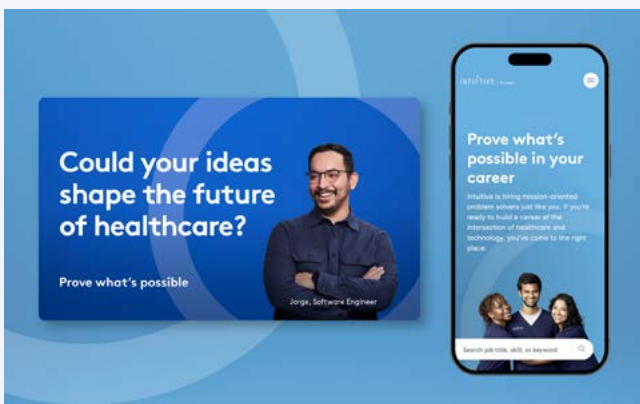 Could your ideas
shape the future
of healthcare?
Prove what's possible
Jorge, Software Engineer
INTUITIVE
Prove what's
possible in your
career
Intuitive is hiring mission-oriented
problem solvers just like you. If you're
ready to build a career at the
intersection of healthcare and
technology, you've come to the right
place.
Search job title, skill, or keyword